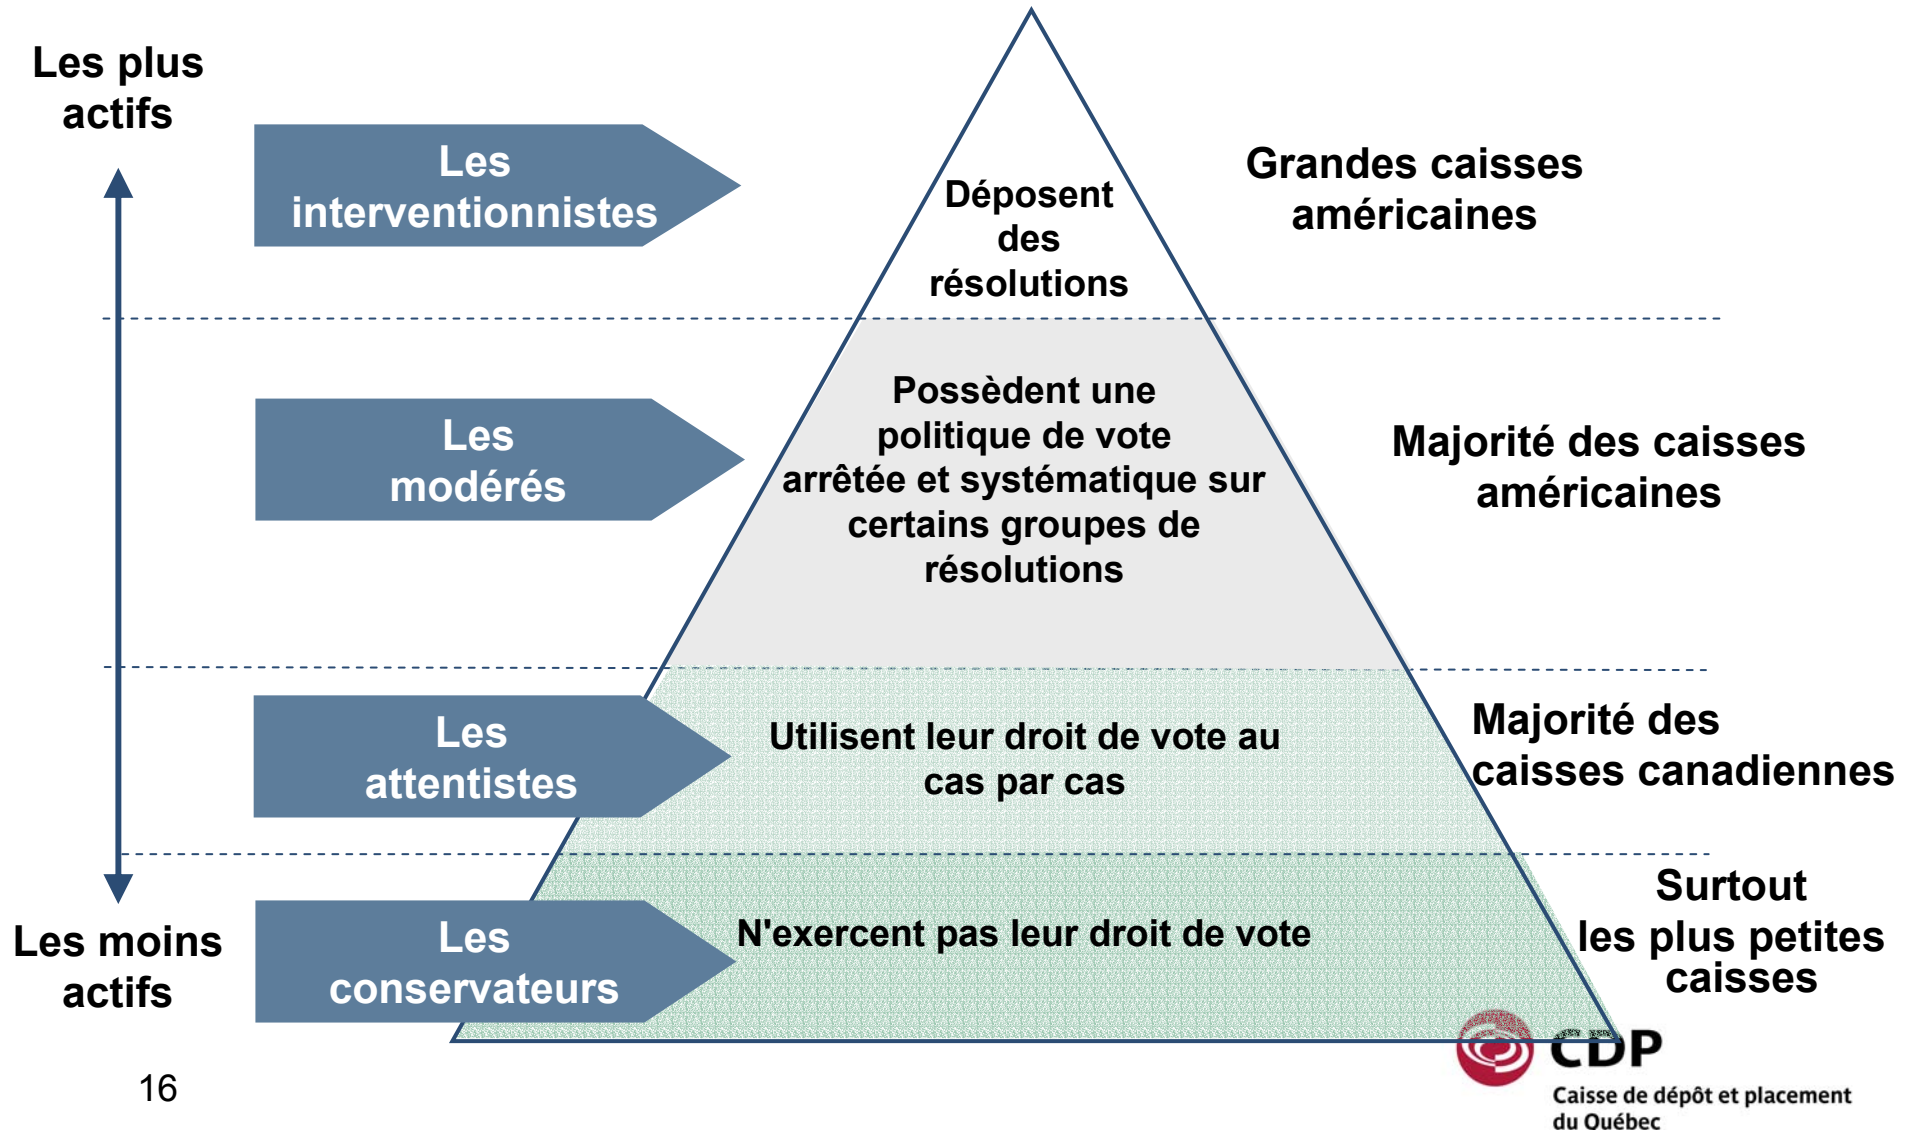 Les plus
actifs
Les
interventionnistes
Déposent
des
résolutions
Grandes caisses
américaines
Les
modérés
Possèdent une
politique de vote
arrêtée et systématique sur
certains groupes de
résolutions
Majorité des caisses
américaines
Les
attentistes
Utilisent leur droit de vote au
cas par cas
Majorité des
caisses canadiennes
Les moins
actifs
Les
conservateurs
N'exercent pas leur droit de vote
Surtout
les plus petites
caisses
16
CDP
Caisse de dépôt et placement
du Québec